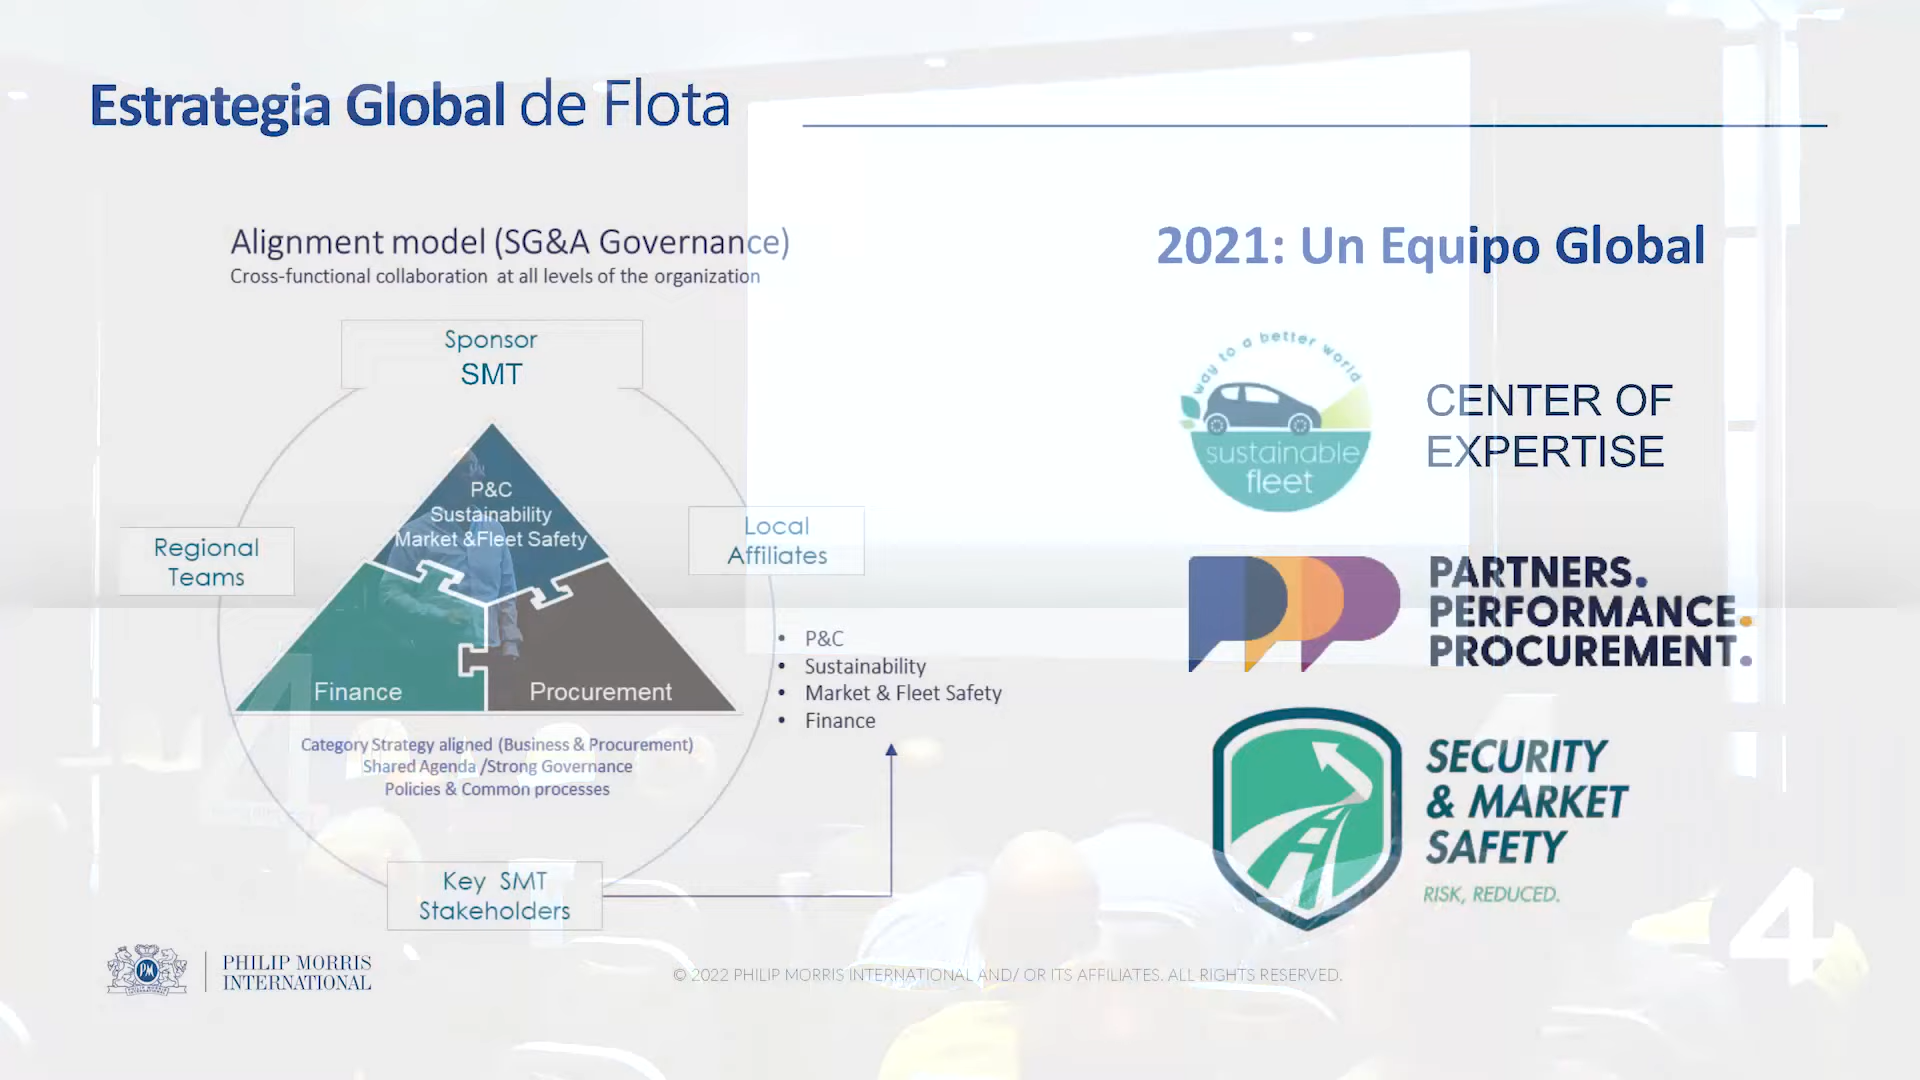 Estrategia Global de Flota
Alignment model (SG&A Governance)
Cross-functional collaboration at all levels of the organization
Sponsor
SMT
P&C
Sustainability
Market &Fleet Safety
Regional
Teams
Local
Affiliates
Finance
Procurement
• P&C
• Sustainability
• Market & Fleet Safety
• Finance
Category Strategy aligned (Business & Procurement)
Shared Agenda /Strong Governance
Policies & Common processes
Key SMT
Stakeholders
2021: Un Equipo Global
way to a better world
sustainable
fleet
CENTER OF
EXPERTISE
PARTNERS.
PERFORMANCE.
PROCUREMENT.
SECURITY
& MARKET
SAFETY
RISK, REDUCED.
PM
PHILIP MORRIS
INTERNATIONAL
© 2022 PHILIP MORRIS INTERNATIONAL AND/ OR ITS AFFILIATES. ALL RIGHTS RESERVED.
4